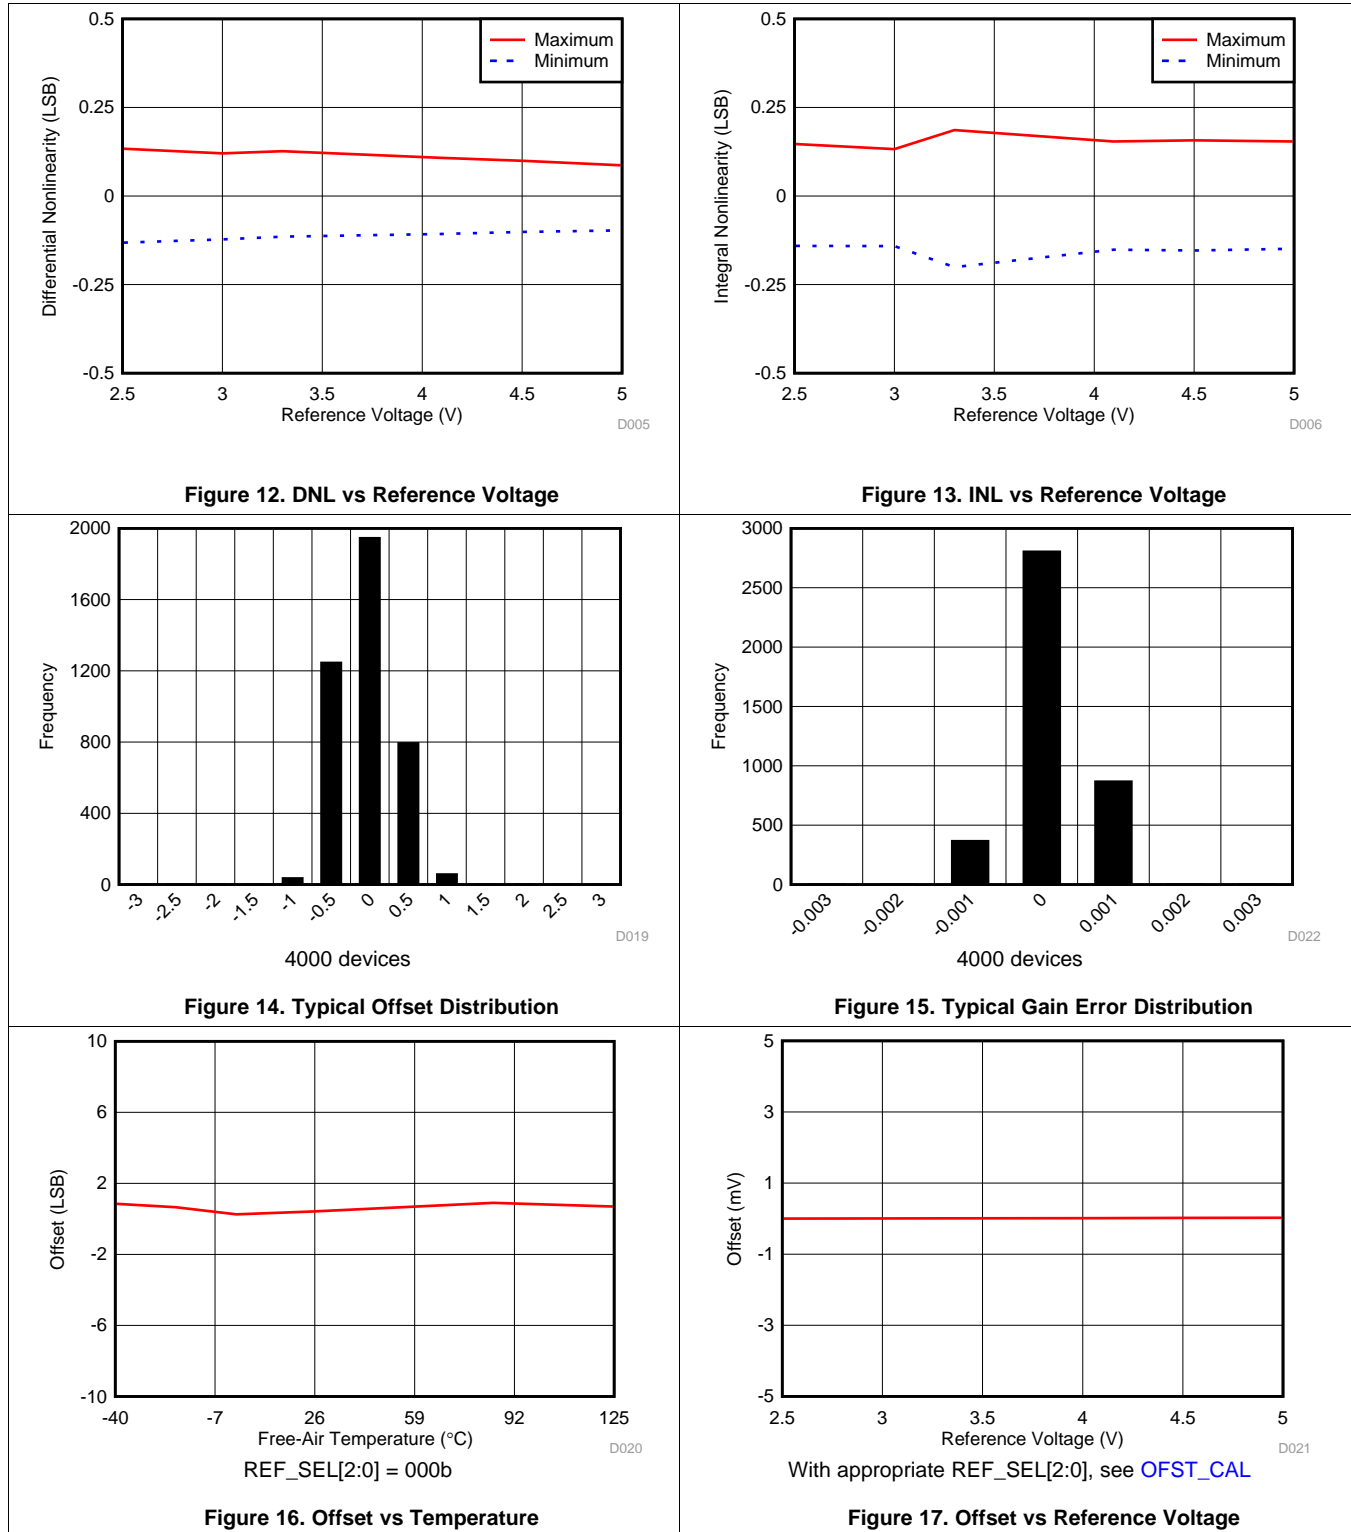 0.5
Maximum
Minimum
0.25
0
-0.25
-0.5
Differential Nonlinearity (LSB)
2.5 3 3.5 4 4.5 5
Reference Voltage (V)
D005
Figure 12. DNL vs Reference Voltage
0.5
Maximum
Minimum
0.25
0
-0.25
-0.5
Integral Nonlinearity (LSB)
2.5 3 3.5 4 4.5 5
Reference Voltage (V)
D006
Figure 13. INL vs Reference Voltage
2000
1600
1200
800
400
0
Frequency
-3 -2.5 -2 -1.5 -1 -0.5 0 0.5 1 1.5 2 2.5 3
D019
4000 devices
Figure 14. Typical Offset Distribution
3000
2500
2000
1500
1000
500
0
Frequency
-0.003 -0.002 -0.001 0 0.001 0.002 0.003
D022
4000 devices
Figure 15. Typical Gain Error Distribution
10
6
2
-2
-6
-10
Offset (LSB)
-40 -7 26 59 92 125
Free-Air Temperature (°C)
D020
REF_SEL[2:0] = 000b
Figure 16. Offset vs Temperature
5
3
1
-1
-3
-5
Offset (mV)
2.5 3 3.5 4 4.5 5
Reference Voltage (V)
D021
With appropriate REF_SEL[2:0], see OFST_CAL
Figure 17. Offset vs Reference Voltage